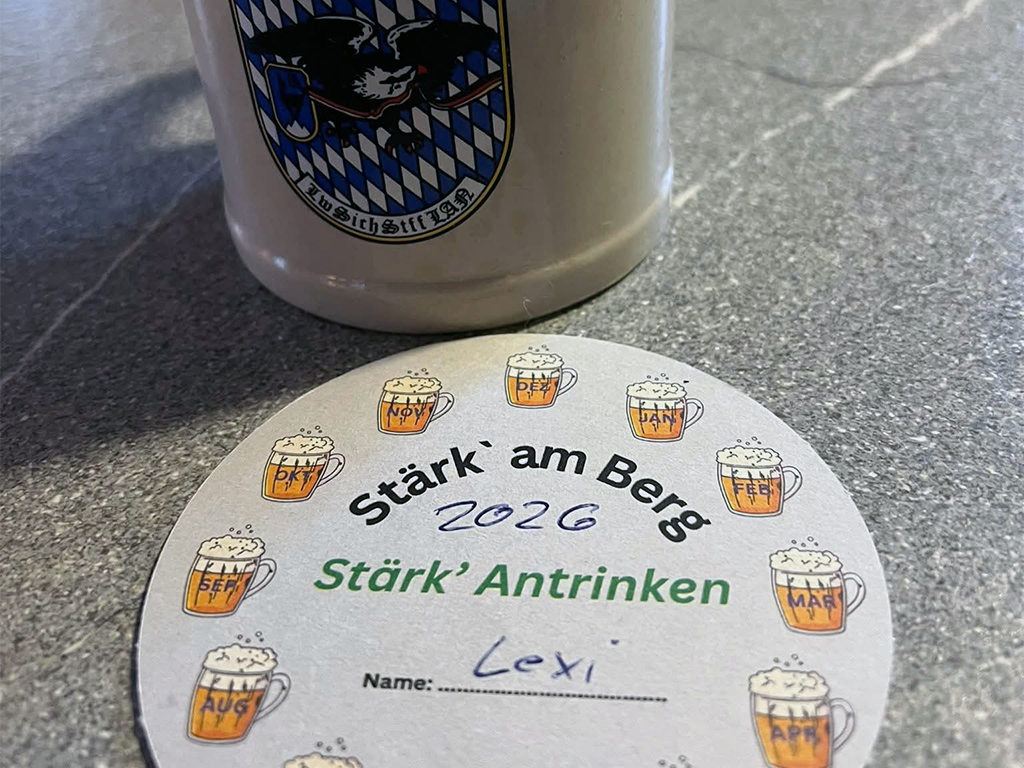 LwSichStff JAN
DEZ
NOV
JAN
OKT
FEB
Stärk` am Berg
2026
Stärk’ Antrinken
SEP
MAR
Lexi
Name:
AUG
APR